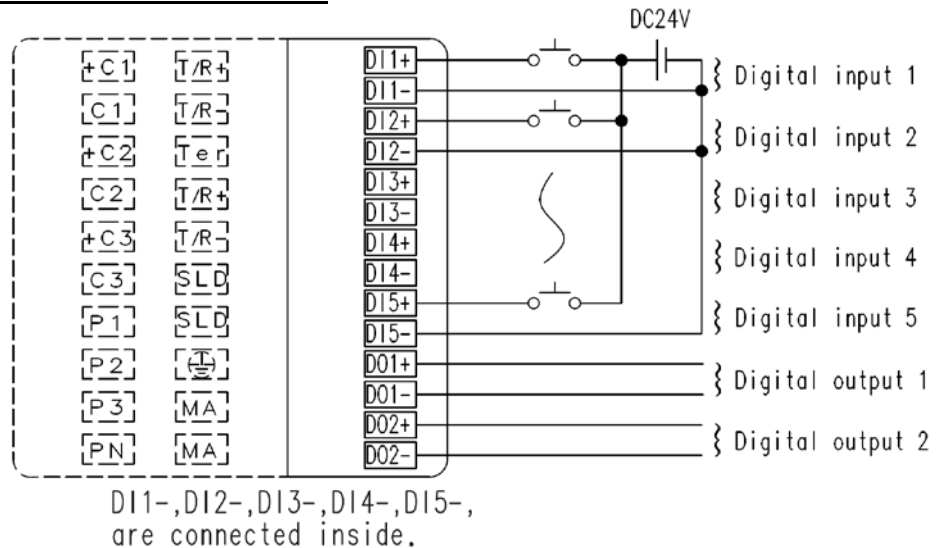 DC24V
+C1 T/R+ DI1+
DI1- Digital input 1
C1 T/R- DI2+
+C2 Ter DI2- Digital input 2
C2 T/R+ DI3+
DI3- Digital input 3
+C3 T/R- DI4+
C3 SLD DI4- Digital input 4
P1 SLD DI5+
DI5- Digital input 5
P2 DO1+
DO1- Digital output 1
P3 MA DO2+
PN MA DO2- Digital output 2
DI1-,DI2-,DI3-,DI4-,DI5-,
are connected inside.